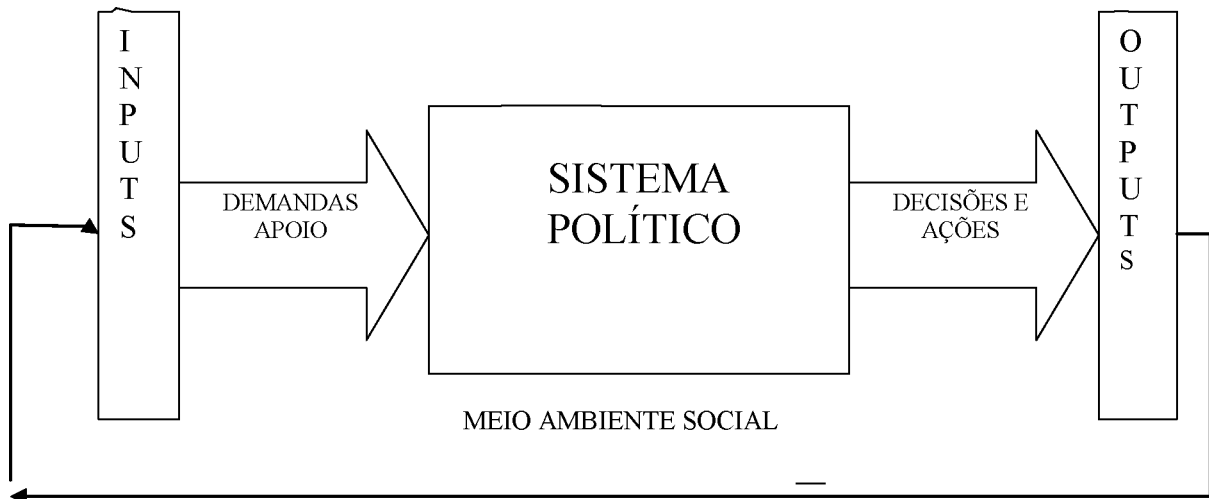 INPUTS
DEMANDAS
APOIO
SISTEMA
POLÍTICO
DECISÕES E
AÇÕES
OUTPUTS
MEIO AMBIENTE SOCIAL